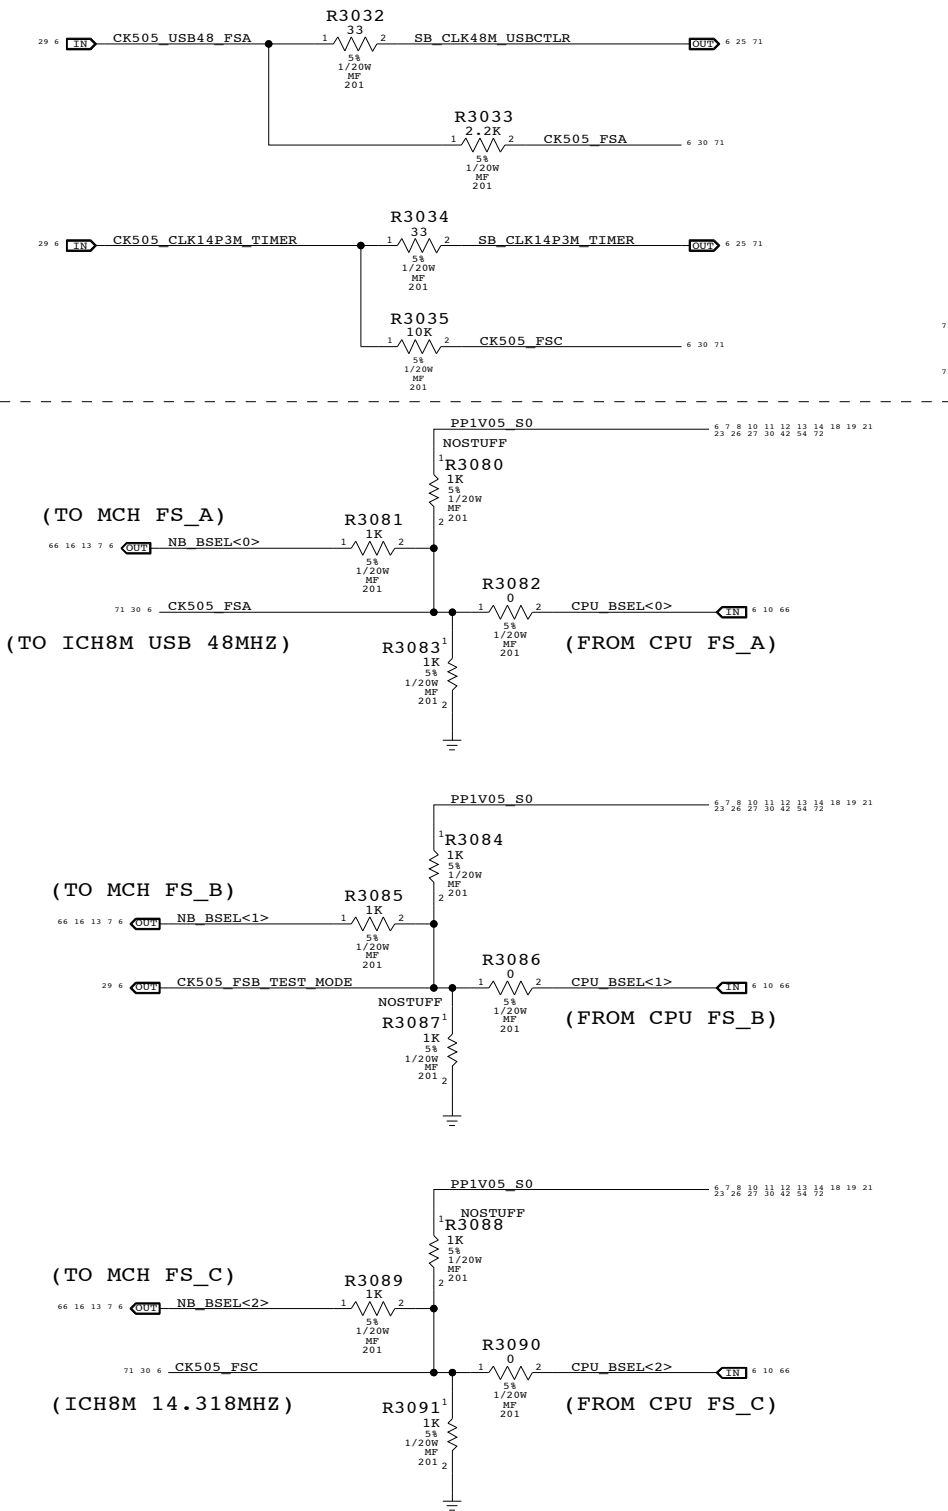 R3032
33
29 6 IN CK505_USB48_FSA 1 2 SB_CLK48M_USBCTLR OUT 6 25 71
5%
1/20W
MF
201
R3033
2.2K
1 2 CK505_FSA 6 30 71
5%
1/20W
MF
201
R3034
33
29 6 IN CK505_CLK14P3M_TIMER 1 2 SB_CLK14P3M_TIMER OUT 6 25 71
5%
1/20W
MF
201
R3035
10K
1 2 CK505_FSC 6 30 71
5%
1/20W
MF
201
PP1V05_S0 6 7 8 10 11 12 13 14 18 19 21
23 26 27 30 42 54 72
NOSTUFF
1 R3080
1K
5%
1/20W
MF
2 201
(TO MCH FS_A)
R3081
1K
66 16 13 7 6 OUT NB_BSEL<0> 1 2
5%
1/20W
MF
201
R3082
0
71 30 6 CK505_FSA 1 2 CPU_BSEL<0> IN 6 10 66
5%
1/20W
MF
201
(TO ICH8M USB 48MHZ)
(FROM CPU FS_A)
R3083 1
1K
5%
1/20W
MF
201 2
PP1V05_S0 6 7 8 10 11 12 13 14 18 19 21
23 26 27 30 42 54 72
1 R3084
1K
5%
1/20W
MF
2 201
(TO MCH FS_B)
R3085
1K
66 16 13 7 6 OUT NB_BSEL<1> 1 2
5%
1/20W
MF
201
R3086
0
29 6 OUT CK505_FSB_TEST_MODE 1 2 CPU_BSEL<1> IN 6 10 66
5%
1/20W
MF
201
(FROM CPU FS_B)
NOSTUFF
R3087 1
1K
5%
1/20W
MF
201 2
PP1V05_S0 6 7 8 10 11 12 13 14 18 19 21
23 26 27 30 42 54 72
NOSTUFF
1 R3088
1K
5%
1/20W
MF
2 201
(TO MCH FS_C)
R3089
1K
66 16 13 7 6 OUT NB_BSEL<2> 1 2
5%
1/20W
MF
201
R3090
0
71 30 6 CK505_FSC 1 2 CPU_BSEL<2> IN 6 10 66
5%
1/20W
MF
201
(ICH8M 14.318MHZ)
(FROM CPU FS_C)
R3091 1
1K
5%
1/20W
MF
201 2